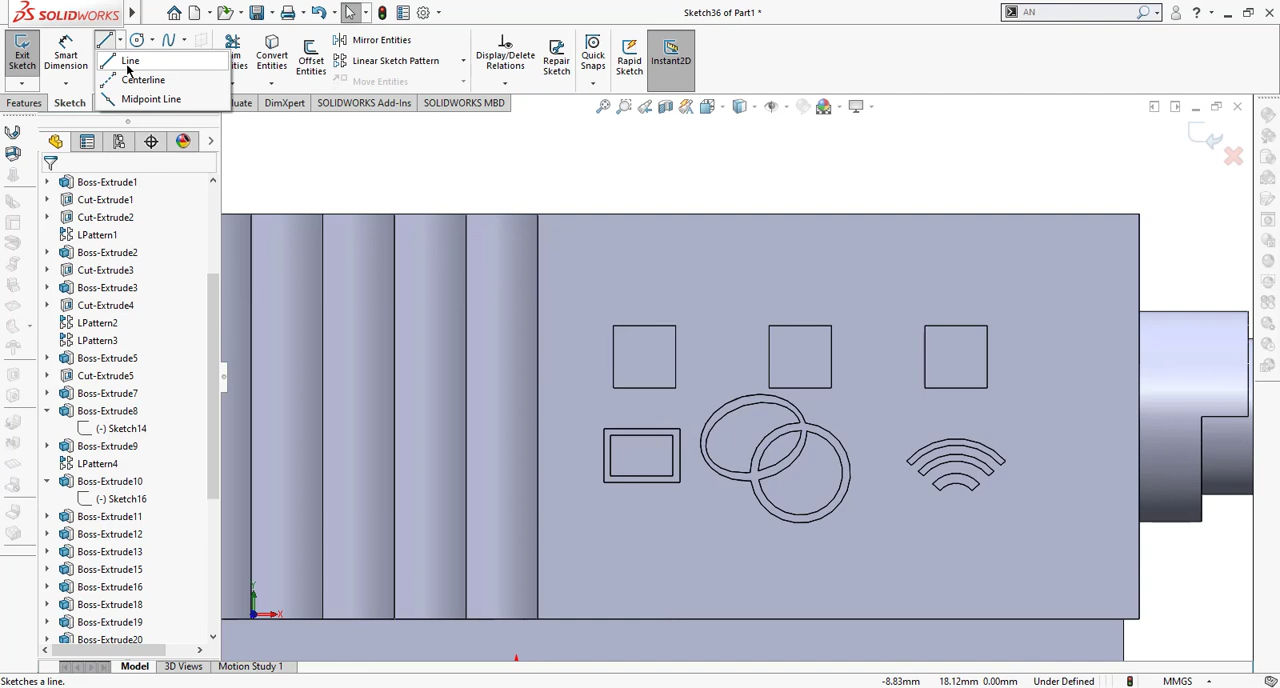 SOLIDWORKS
Sketch36 of Part1 *
AN
Exit Sketch
Smart Dimension
Line
Centerline
Midpoint Line
Convert Entities
Offset Entities
Mirror Entities
Linear Sketch Pattern
Move Entities
Display/Delete Relations
Repair Sketch
Quick Snaps
Rapid Sketch
Instant2D
Features
Sketch
DimXpert
SOLIDWORKS Add-Ins
SOLIDWORKS MBD
Boss-Extrude1
Cut-Extrude1
Cut-Extrude2
LPattern1
Boss-Extrude2
Cut-Extrude3
Boss-Extrude3
Cut-Extrude4
LPattern2
LPattern3
Boss-Extrude5
Cut-Extrude5
Boss-Extrude7
Boss-Extrude8
(-) Sketch14
Boss-Extrude9
LPattern4
Boss-Extrude10
(-) Sketch16
Boss-Extrude11
Boss-Extrude12
Boss-Extrude13
Boss-Extrude15
Boss-Extrude16
Boss-Extrude18
Boss-Extrude19
Boss-Extrude20
Y
X
Model
3D Views
Motion Study 1
Sketches a line.
-8.83mm
18.12mm 0.00mm
Under Defined
MMGS